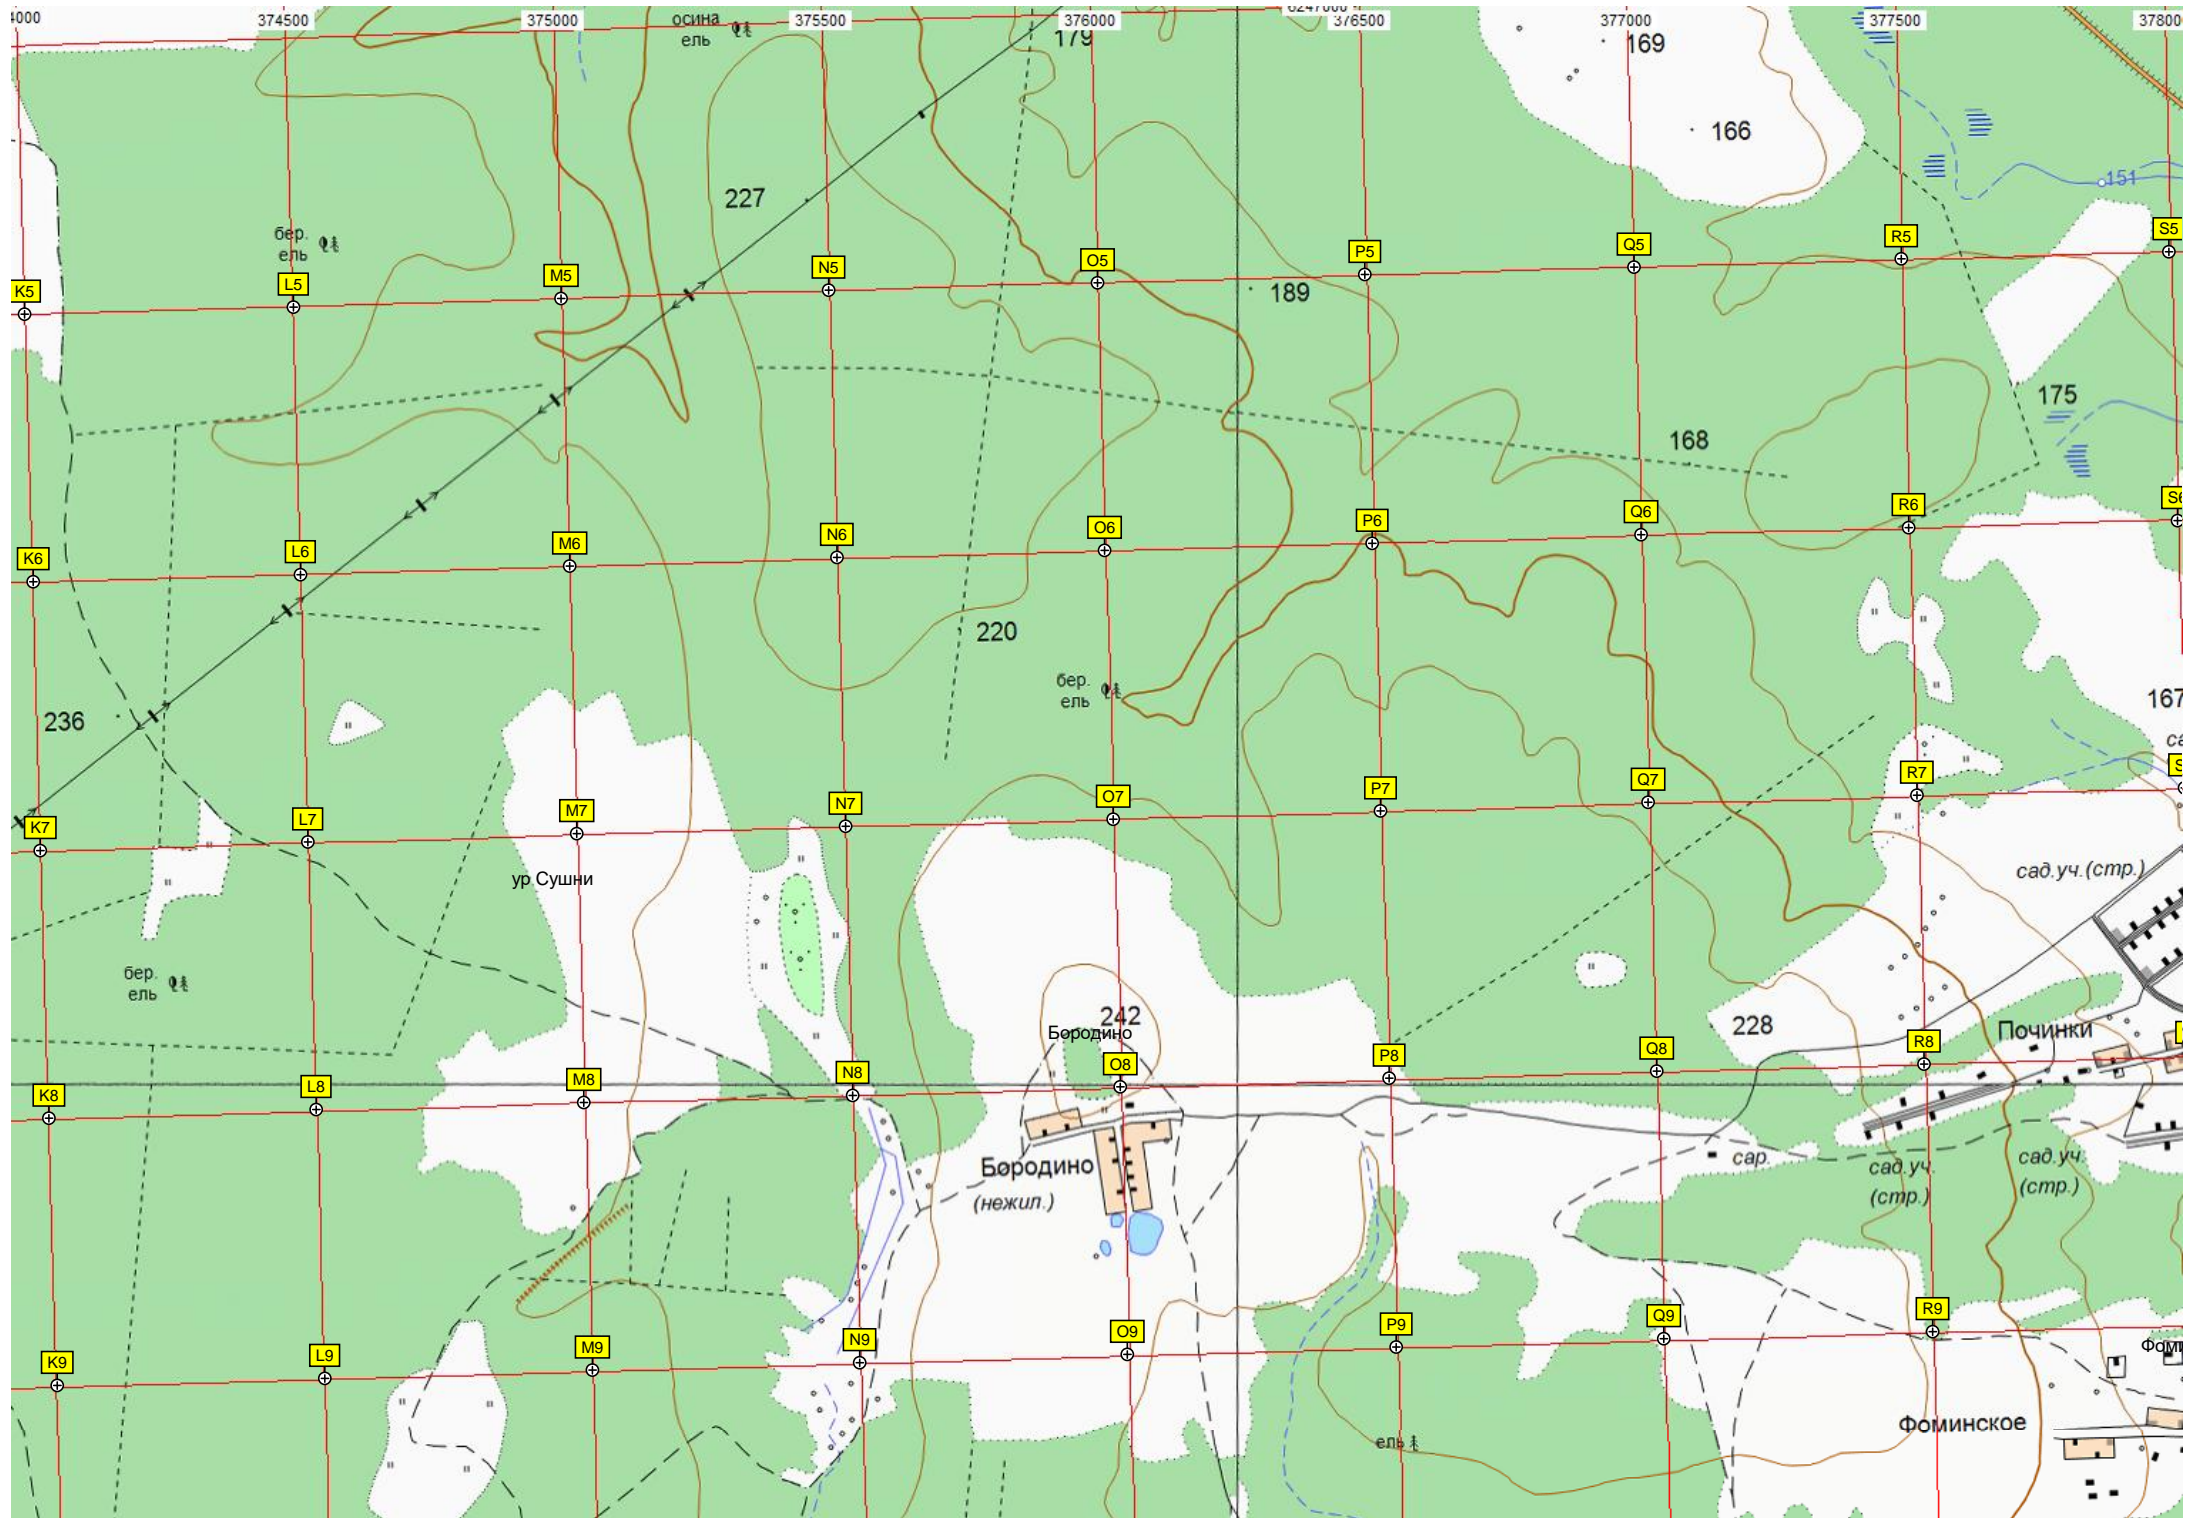 374500
375000
375500
376000
376500
377000
377500
осина
ель
179
169
166
227
151
бер.
ель
S5
R5
Q5
P5
O5
N5
M5
L5
K5
189
175
168
R6
Q6
P6
O6
N6
M6
L6
K6
220
бер.
ель
236
167
R7
Q7
P7
O7
N7
M7
L7
K7
ур.Сушни
сад.уч.(стр.)
бер.
ель
242
Бородино
228
Починки
R8
Q8
P8
O8
N8
M8
L8
K8
Бородино
(нежил.)
сар.
сад.уч.
(стр.)
сад.уч.
(стр.)
R9
Q9
P9
O9
N9
M9
L9
K9
Фоминское
ель